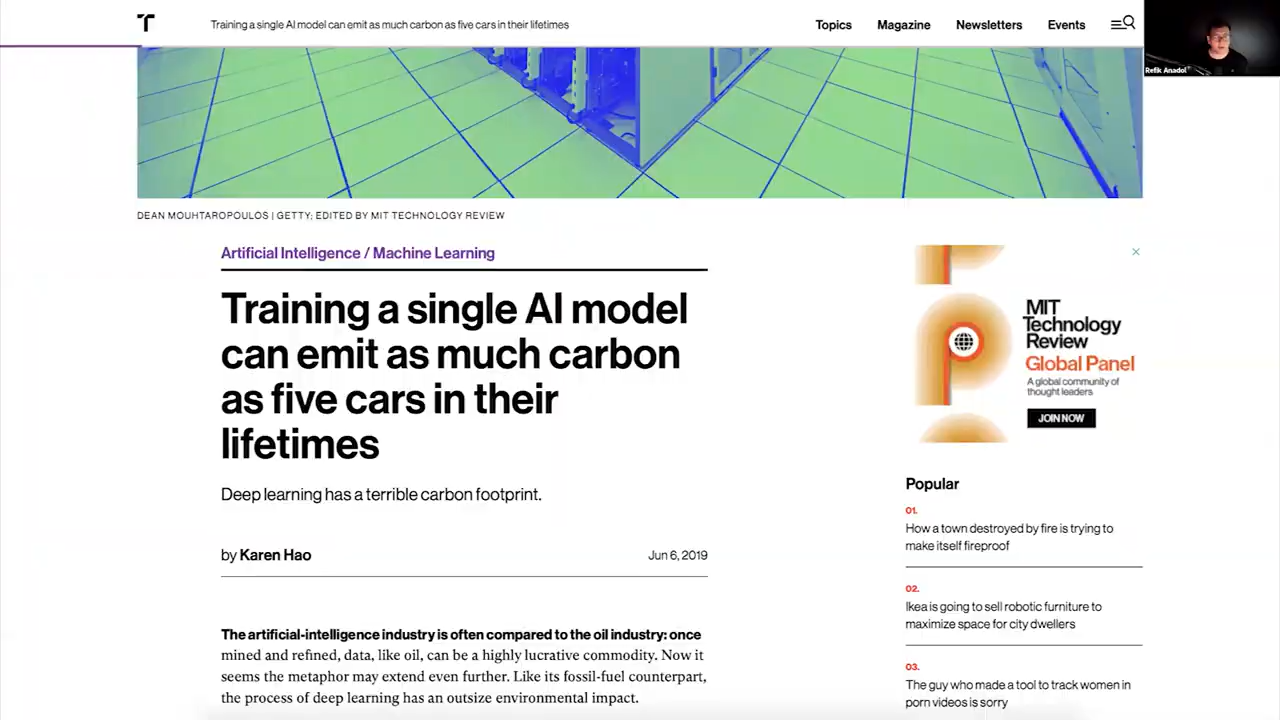 Training a single AI model can emit as much carbon as five cars in their lifetimes
Topics
Magazine
Newsletters
Events
Refik Anadol
DEAN MOUHTAROPOULOS | GETTY; EDITED BY MIT TECHNOLOGY REVIEW
Artificial Intelligence / Machine Learning
Training a single AI model
can emit as much carbon
as five cars in their
lifetimes
Deep learning has a terrible carbon footprint.
by Karen Hao
Jun 6, 2019
The artificial-intelligence industry is often compared to the oil industry: once
mined and refined, data, like oil, can be a highly lucrative commodity. Now it
seems the metaphor may extend even further. Like its fossil-fuel counterpart,
the process of deep learning has an outsize environmental impact.
MIT
Technology
Review
Global Panel
A global community of
thought leaders
JOIN NOW
Popular
01.
How a town destroyed by fire is trying to
make itself fireproof
02.
Ikea is going to sell robotic furniture to
maximize space for city dwellers
03.
The guy who made a tool to track women in
porn videos is sorry